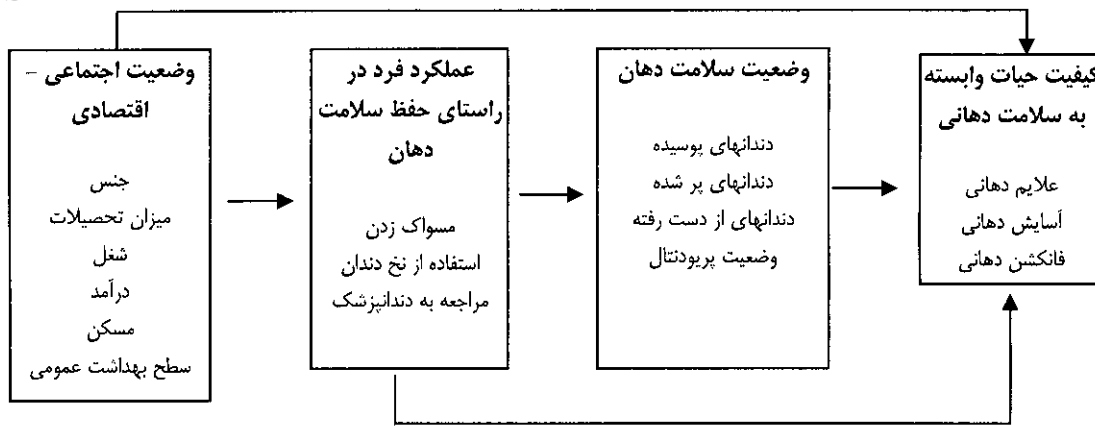 وضعیت اجتماعی –
اقتصادی
جنس
میزان تحصیلات
شغل
درآمد
مسکن
سطح بهداشت عمومی
عملکرد فرد در
راستای حفظ سلامت
دهان
مسواک زدن
استفاده از نخ دندان
مراجعه به دندانپزشک
وضعیت سلامت دهان
دندانهای پوسیده
دندانهای پر شده
دندانهای از دست رفته
وضعیت پریودنتال
کیفیت حیات وابسته
به سلامت دهانی
علایم دهانی
آسایش دهانی
فانکشن دهانی